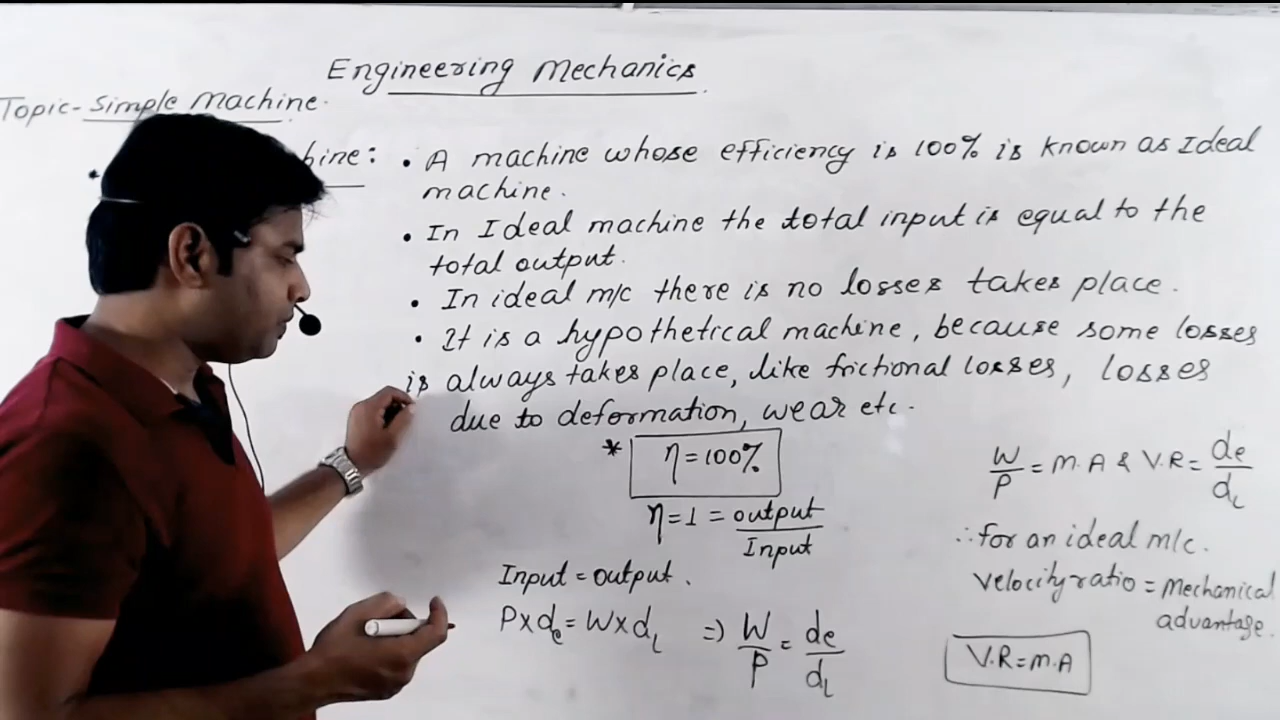 Engineering Mechanics
Topic- Simple Machine.
hine:
• A machine whose efficiency is 100% is known as Ideal
machine.
• In Ideal machine the total input is equal to the
total output.
• In ideal m/c there is no losses takes place.
• It is a hypothetical machine, because some losses
is always takes place, like frictional losses, losses
due to deformation, wear etc.
* η = 100%
η = 1 = output / Input
Input = output.
P x de = W x dL => W/P = de/dL
W/P = M.A & V.R = de/dL
∴ for an ideal m/c.
Velocity ratio = Mechanical
advantage.
V.R = M.A